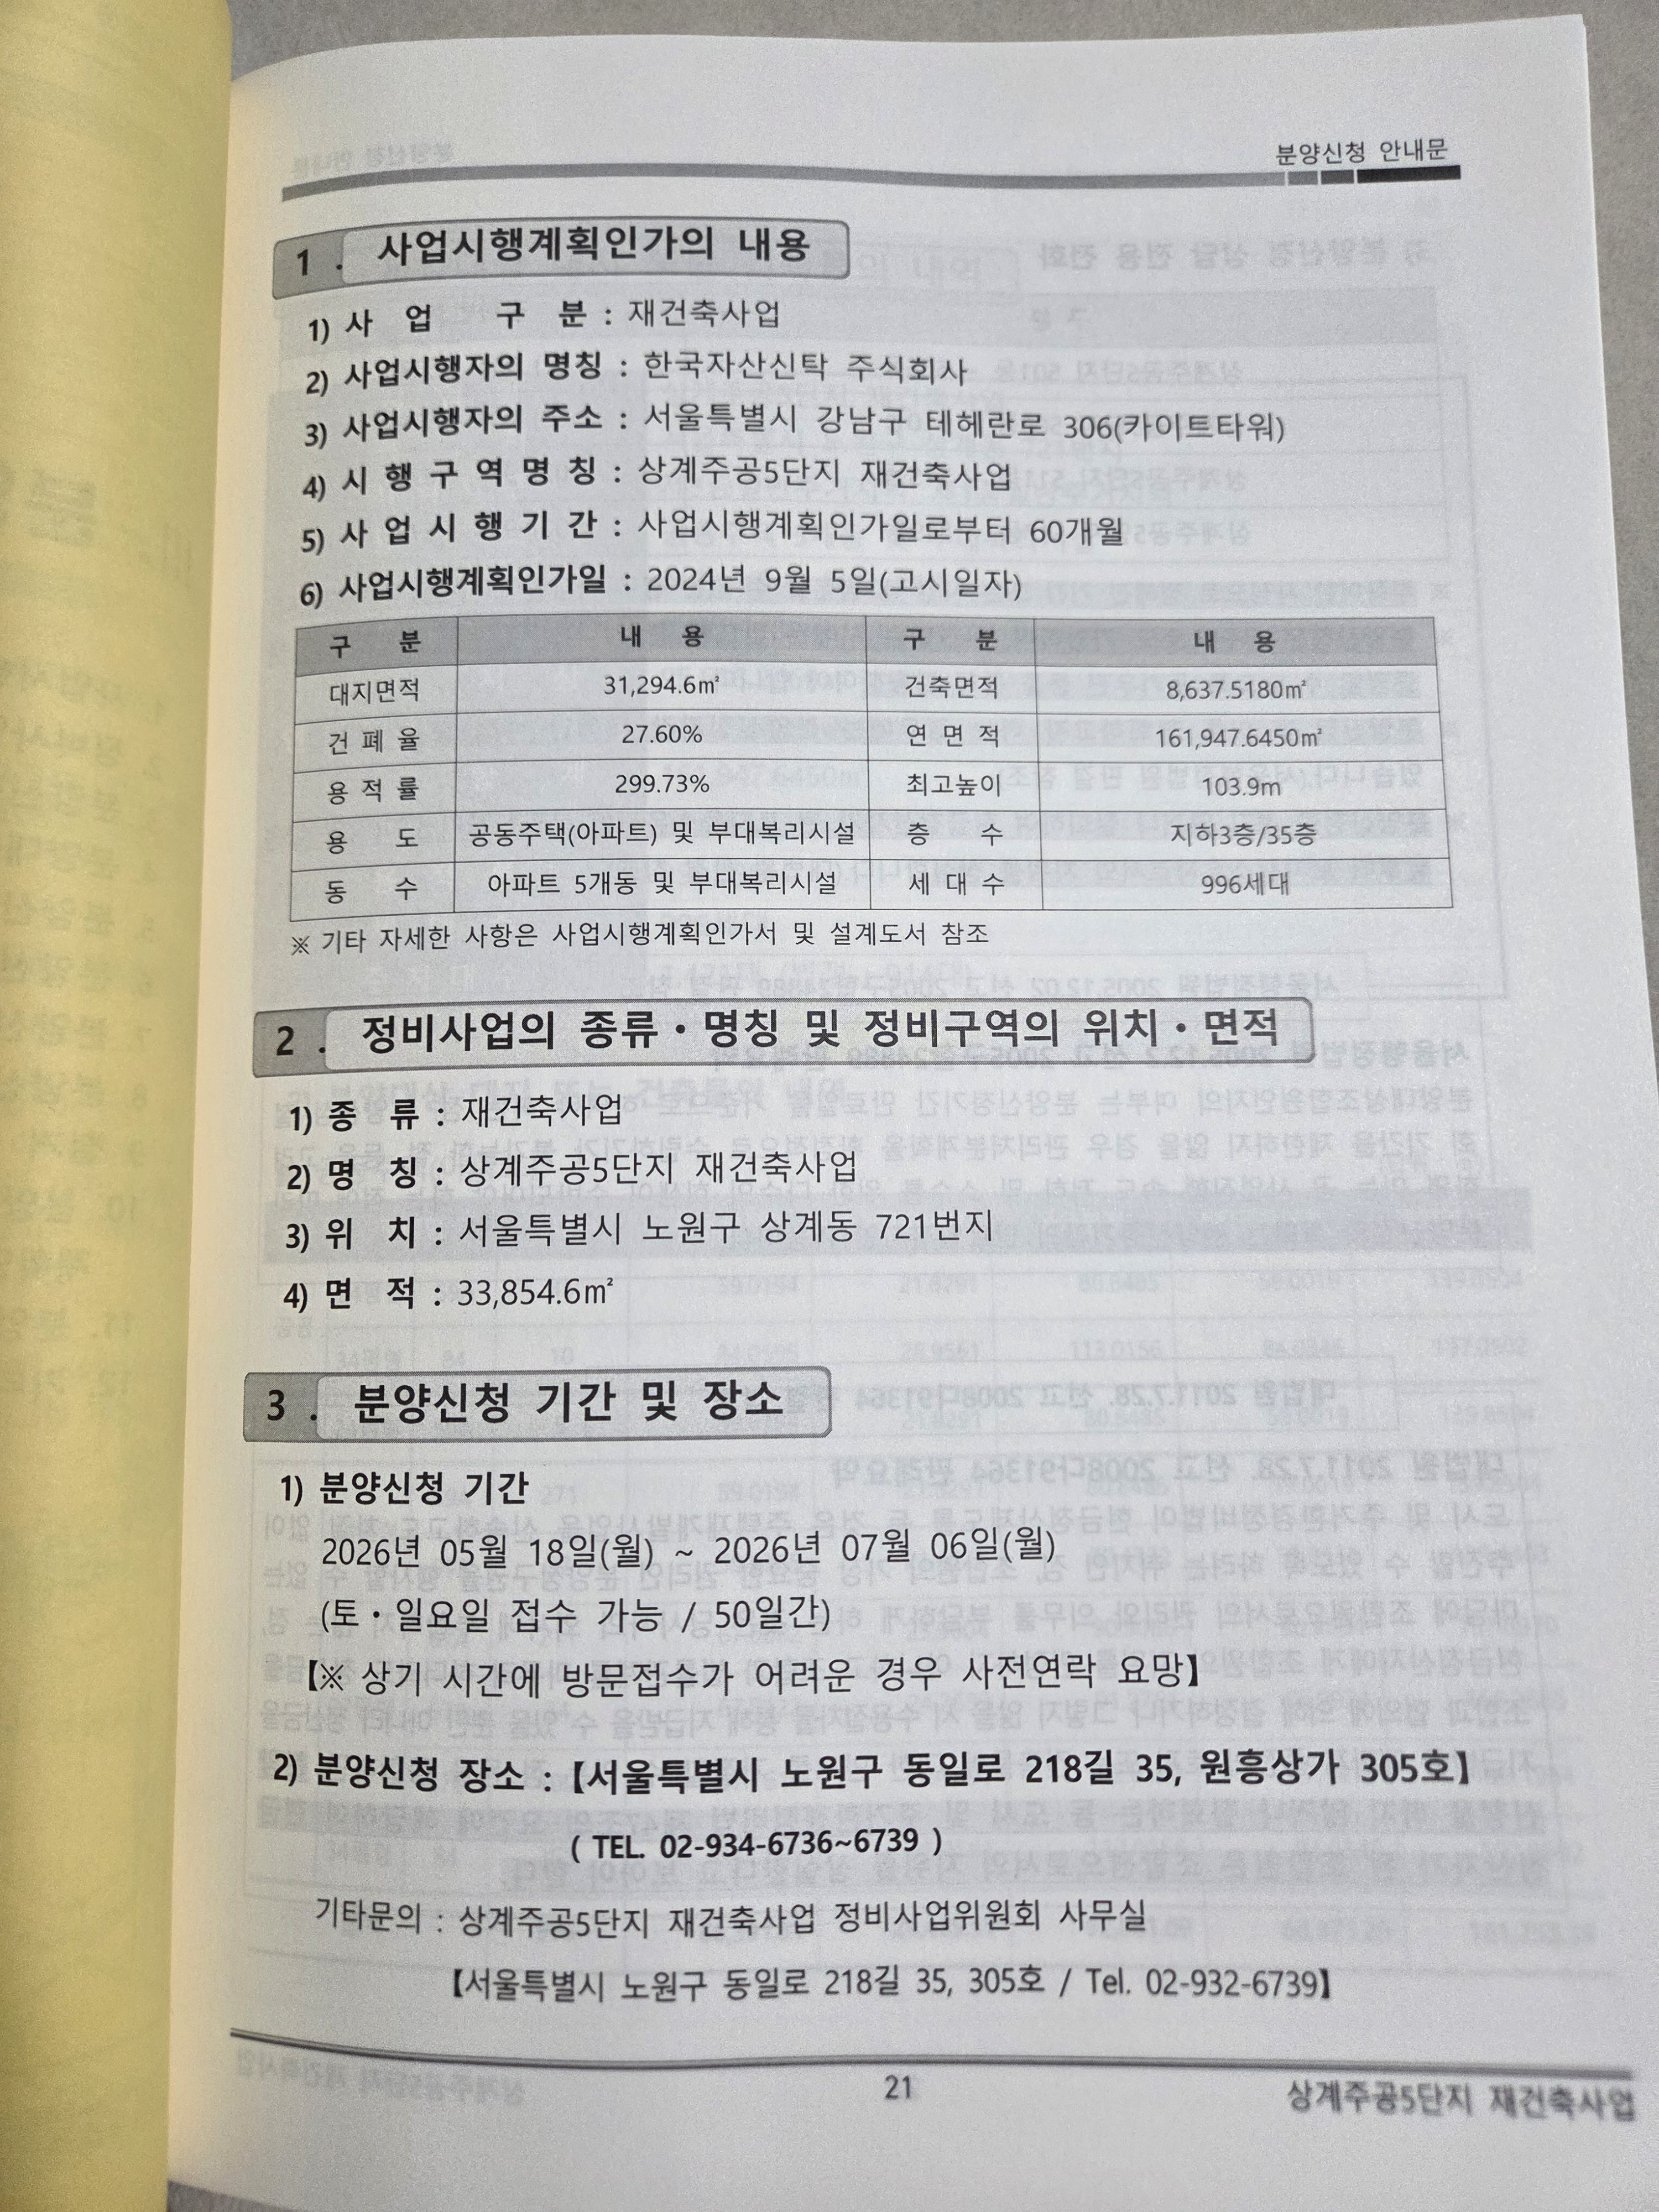 분양신청 안내문
1 . 사업시행계획인가의 내용
1) 사 업 구 분 : 재건축사업
2) 사업시행자의 명칭 : 한국자산신탁 주식회사
3) 사업시행자의 주소 : 서울특별시 강남구 테헤란로 306(카이트타워)
4) 시 행 구 역 명 칭 : 상계주공5단지 재건축사업
5) 사 업 시 행 기 간 : 사업시행계획인가일로부터 60개월
6) 사업시행계획인가일 : 2024년 9월 5일(고시일자)
구 분 내 용 구 분 내 용
대지면적 31,294.6㎡ 건축면적 8,637.5180㎡
건 폐 율 27.60% 연 면 적 161,947.6450㎡
용 적 률 299.73% 최고높이 103.9m
용 도 공동주택(아파트) 및 부대복리시설 층 수 지하3층/35층
동 수 아파트 5개동 및 부대복리시설 세 대 수 996세대
※ 기타 자세한 사항은 사업시행계획인가서 및 설계도서 참조
2 . 정비사업의 종류・명칭 및 정비구역의 위치・면적
1) 종 류 : 재건축사업
2) 명 칭 : 상계주공5단지 재건축사업
3) 위 치 : 서울특별시 노원구 상계동 721번지
4) 면 적 : 33,854.6㎡
3 . 분양신청 기간 및 장소
1) 분양신청 기간
2026년 05월 18일(월) ~ 2026년 07월 06일(월)
(토・일요일 접수 가능 / 50일간)
【※ 상기 시간에 방문접수가 어려운 경우 사전연락 요망】
2) 분양신청 장소 : 【서울특별시 노원구 동일로 218길 35, 원흥상가 305호】
( TEL. 02-934-6736~6739 )
기타문의 : 상계주공5단지 재건축사업 정비사업위원회 사무실
【서울특별시 노원구 동일로 218길 35, 305호 / Tel. 02-932-6739】
21
상계주공5단지 재건축사업